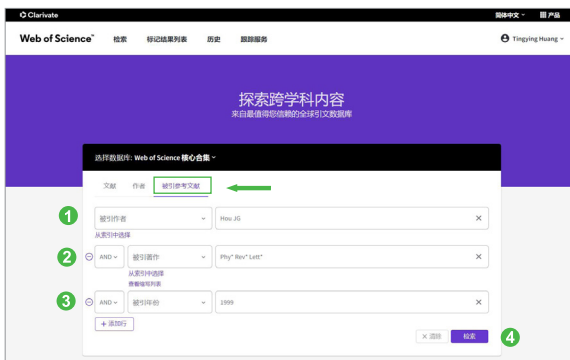 Clarivate 简体中文 产品
Web of Science™ 检索 标记结果列表 历史 跟踪服务 Tingying Huang
探索跨学科内容
来自最值得您信赖的全球引文数据库
选择数据库: Web of Science 核心合集
文献 作者 被引参考文献
1 被引作者 Hou JG ×
从索引中选择
2 AND 被引著作 Phy* Rev* Lett* ×
从索引中选择
查看缩写列表
3 AND 被引年份 1999 ×
+ 添加行
× 清除 检索 4